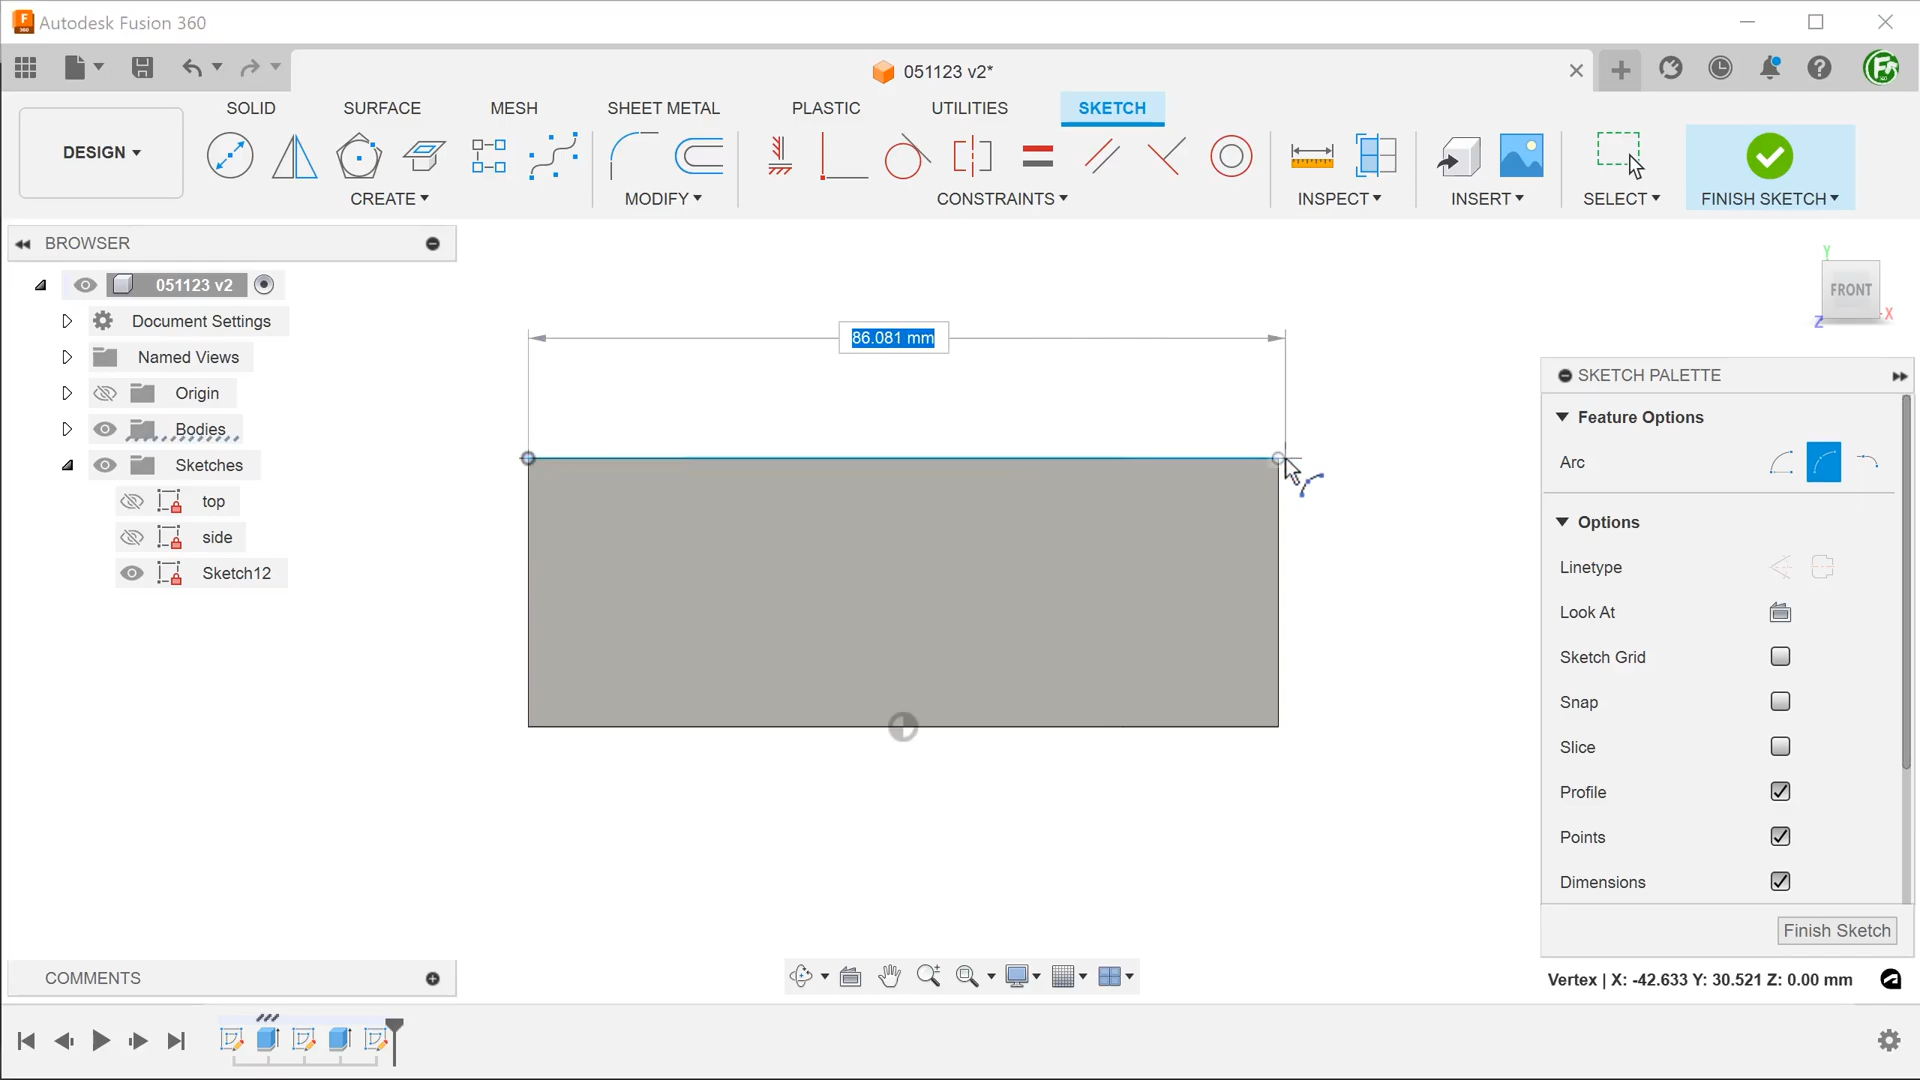 Autodesk Fusion 360
051123 v2*
SOLID
SURFACE
MESH
SHEET METAL
PLASTIC
UTILITIES
SKETCH
DESIGN
CREATE
MODIFY
CONSTRAINTS
INSPECT
INSERT
SELECT
FINISH SKETCH
BROWSER
051123 v2
Document Settings
Named Views
Origin
Bodies
Sketches
top
side
Sketch12
86.081 mm
Y
FRONT
X
Z
SKETCH PALETTE
Feature Options
Arc
Options
Linetype
Look At
Sketch Grid
Snap
Slice
Profile
Points
Dimensions
Finish Sketch
COMMENTS
Vertex | X: -42.633 Y: 30.521 Z: 0.00 mm